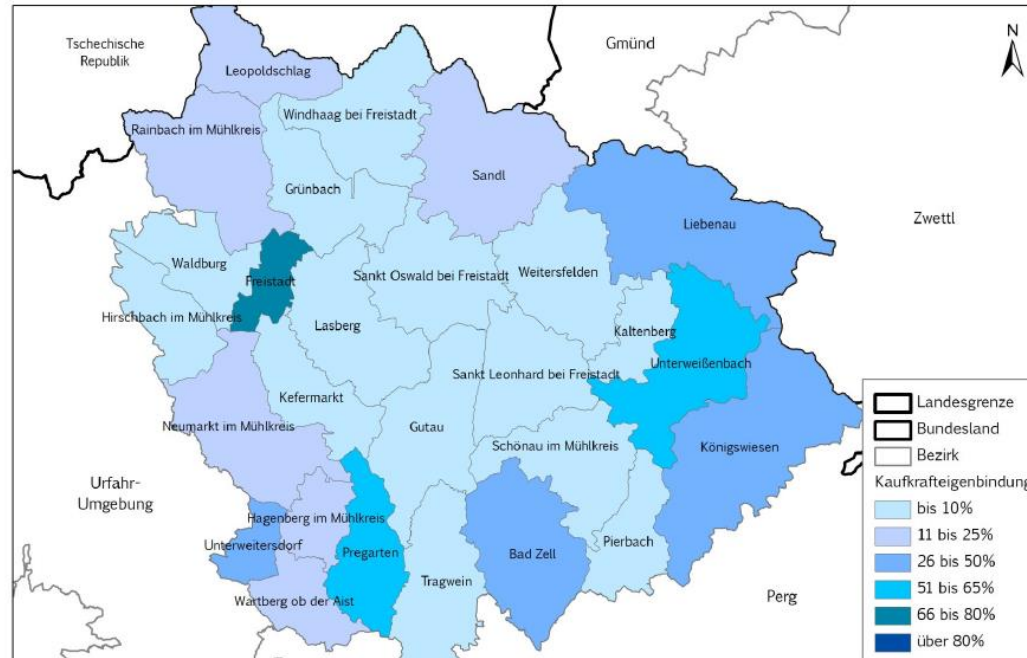 Tschechische
Republik
Gmünd
N
Leopoldschlag
Windhaag bei Freistadt
Rainbach im Mühlkreis
Sandl
Grünbach
Liebenau
Zwettl
Waldburg
Freistadt
Sankt Oswald bei Freistadt
Weitersfelden
Hirschbach im Mühlkreis
Lasberg
Kaltenberg
Unterweißenbach
Sankt Leonhard bei Freistadt
Kefermarkt
Neumarkt im Mühlkreis
Gutau
Schönau im Mühlkreis
Königswiesen
Urfahr-
Umgebung
Hagenberg im Mühlkreis
Unterweitersdorf
Pregarten
Bad Zell
Pierbach
Tragwein
Wartberg ob der Aist
Perg
Landesgrenze
Bundesland
Bezirk
Kaufkrafteigenbindung
bis 10%
11 bis 25%
26 bis 50%
51 bis 65%
66 bis 80%
über 80%